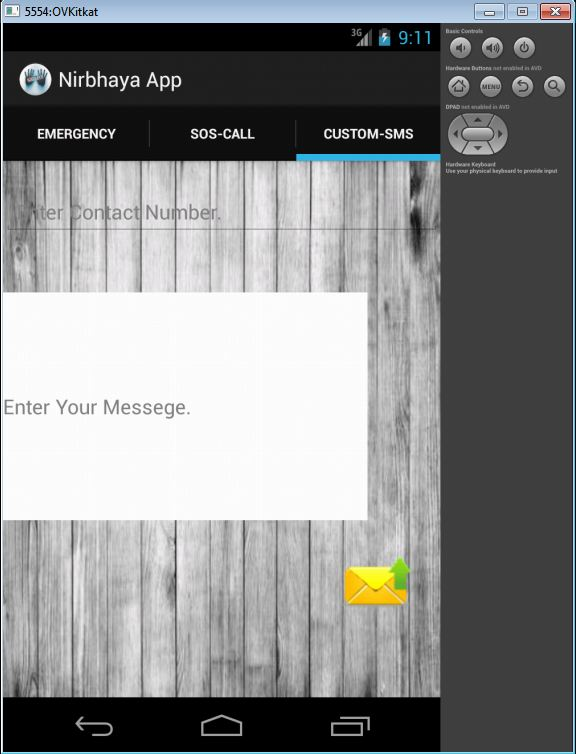 5554:OVKitkat
3G 9:11
Nirbhaya App
EMERGENCY SOS-CALL CUSTOM-SMS
Enter Contact Number.
Enter Your Messege.
Basic Controls
Hardware Buttons not enabled in AVD
MENU
DPAD not enabled in AVD
Hardware Keyboard
Use your physical keyboard to provide input